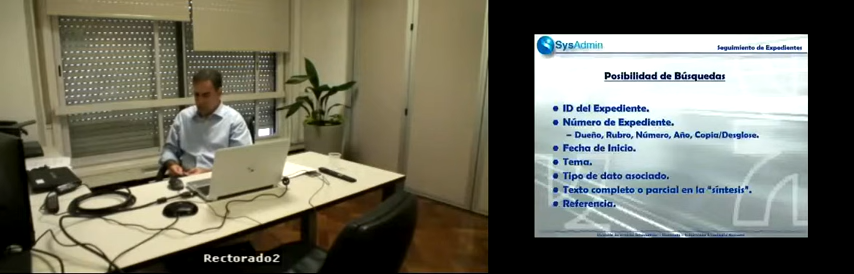 SysAdmin
Seguimiento de Expedientes
Posibilidad de Búsquedas
● ID del Expediente.
● Número de Expediente.
– Dueño, Rubro, Número, Año, Copia/Desglose.
● Fecha de Inicio.
● Tema.
● Tipo de dato asociado.
● Texto completo o parcial en la "síntesis".
● Referencia.
Rectorado2